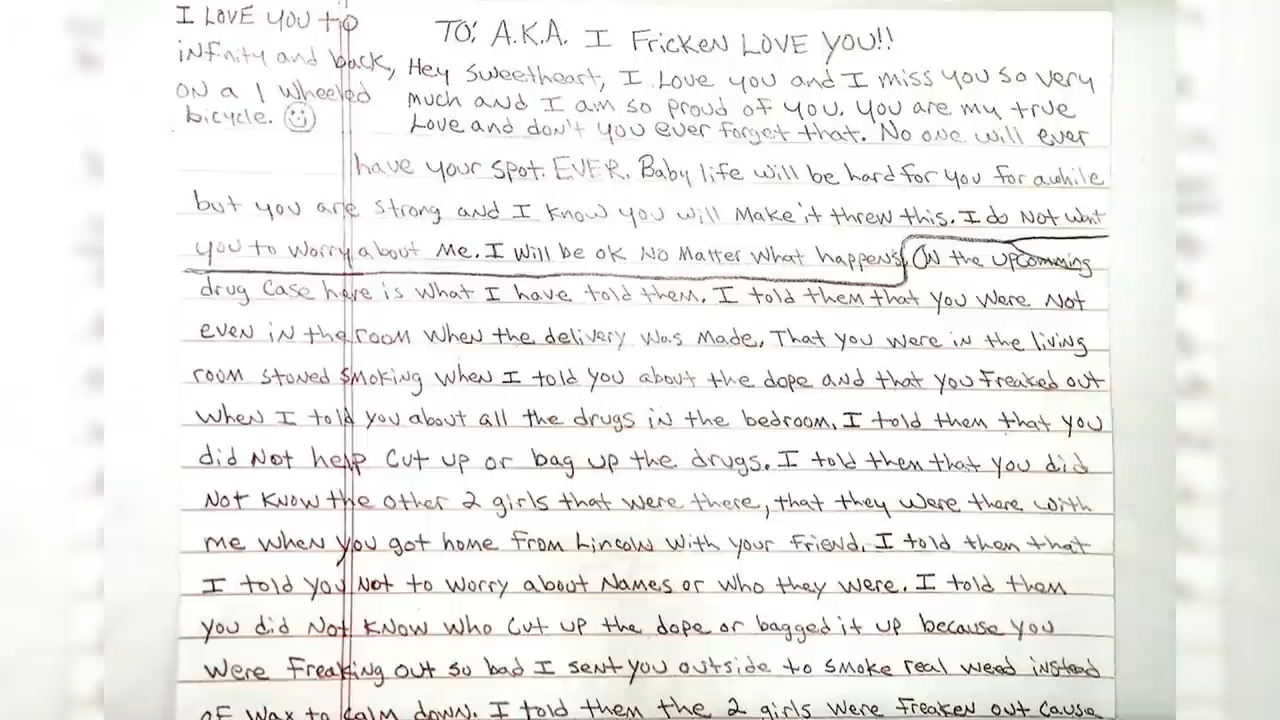 I LOVE YOU to
infinity and back,
ON a 1 wheeled
bicycle.
TO: A.K.A. I Fricken LOVE YOU!!
Hey Sweetheart, I Love you and I miss you so very
much and I am so proud of you. You are my true
Love and don't you ever forget that. No one will ever
have your spot. EVER. Baby life will be hard for you for awhile
but you are strong and I know you will Make it threw this. I do Not want
you to worry about Me. I Will be ok No Matter what happens. ON the upcomming
drug case here is what I have told them. I told them that you were Not
even in the room when the delivery was made. That you were in the living
room stoned smoking when I told you about the dope and that you Freaked out
when I told you about all the drugs in the bedroom. I told them that you
did Not help cut up or bag up the drugs. I told them that you did
Not know the other 2 girls that were there, that they were there with
me when you got home from Lincoln with your friend. I told them that
I told you Not to worry about Names or who they were. I told them
you did Not know who cut up the dope or bagged it up because you
were Freaking out so bad I sent you outside to smoke real weed instead
of wax to calm down. I told them the 2 girls were freaken out cause